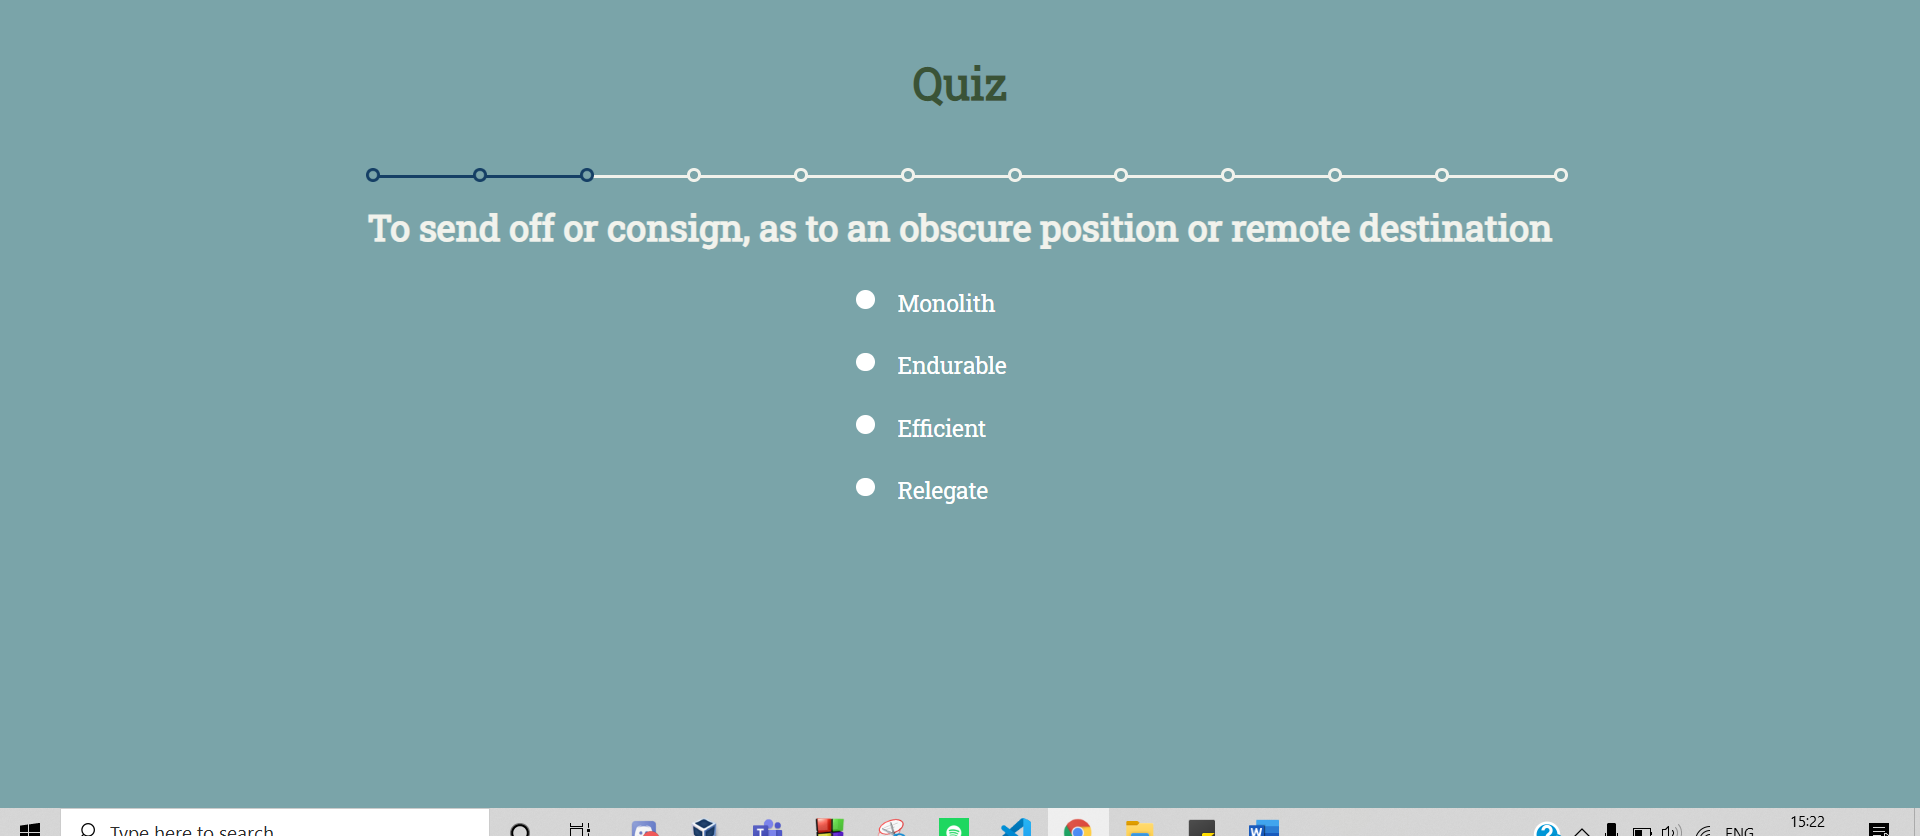 Quiz
To send off or consign, as to an obscure position or remote destination
Monolith
Endurable
Efficient
Relegate
Type here to search
ENG
15:22